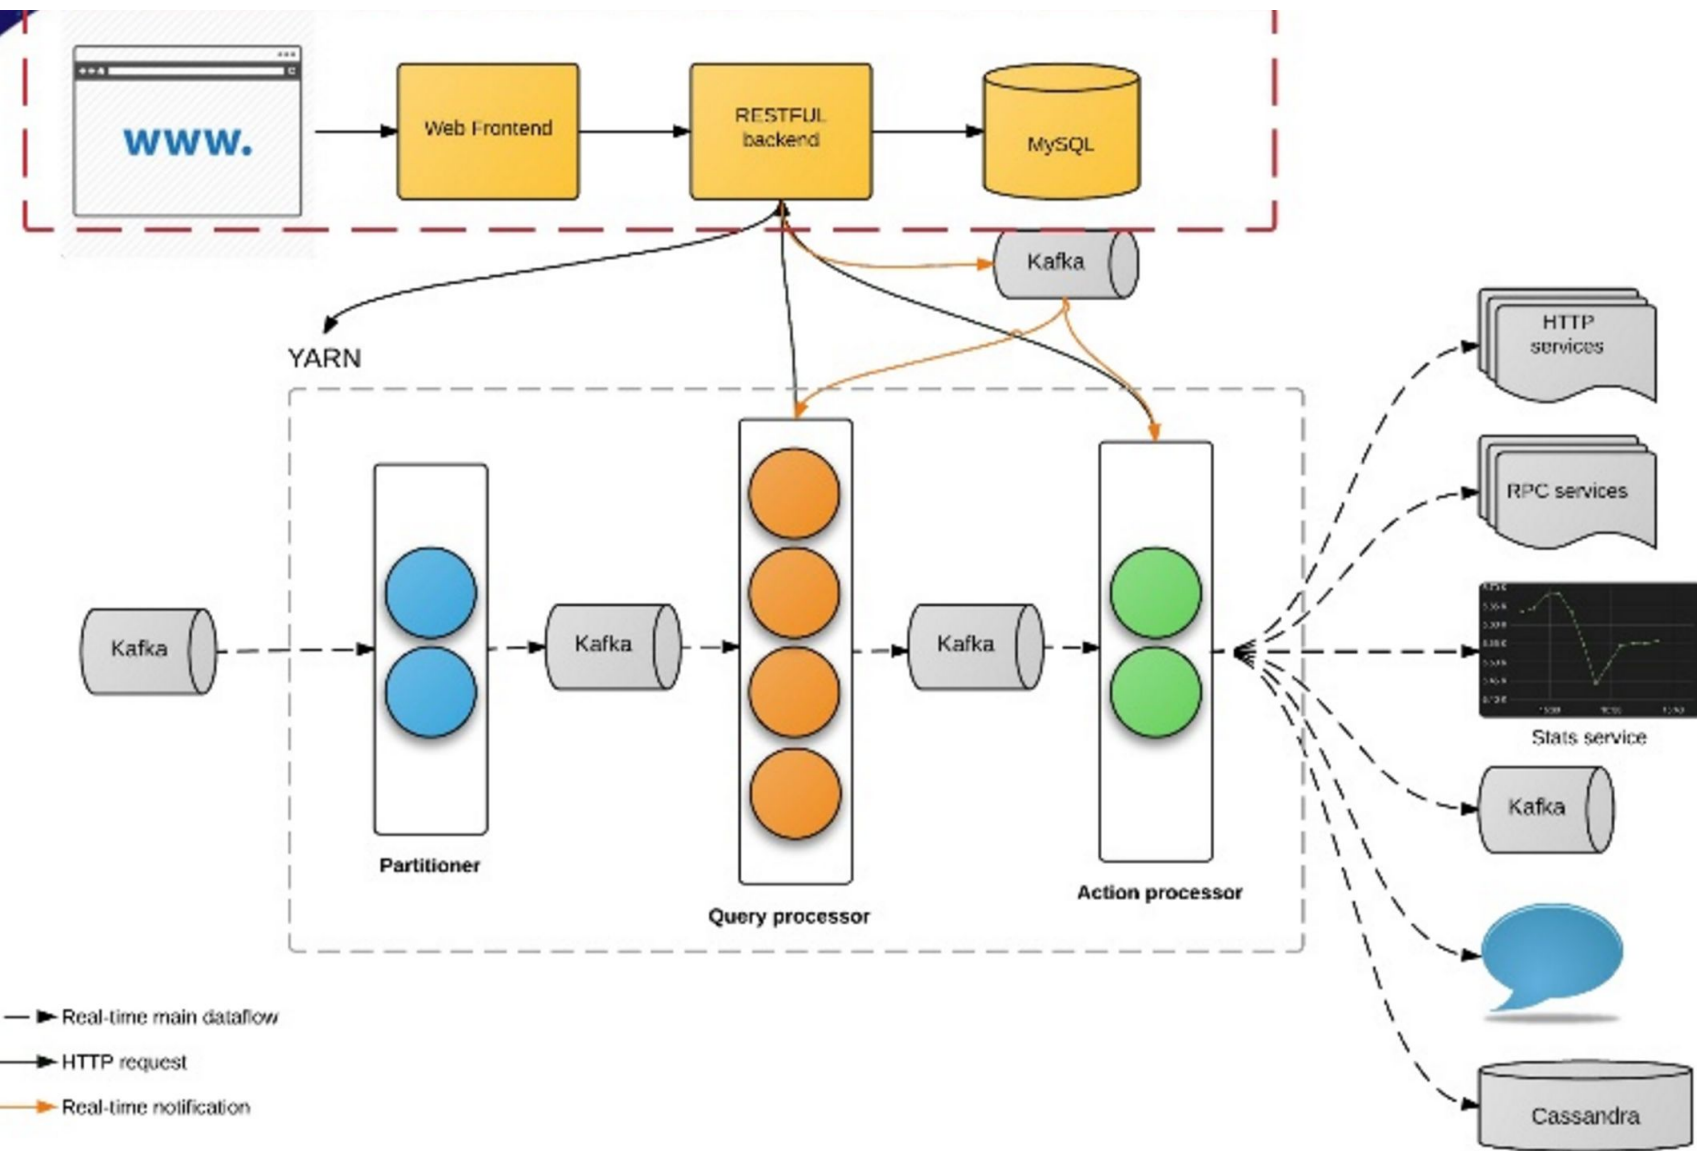 www.
Web Frontend
RESTFUL
backend
MySQL
Kafka
YARN
HTTP
services
RPC services
Kafka
Kafka
Kafka
Stats service
Kafka
Partitioner
Query processor
Action processor
Cassandra
Real-time main dataflow
HTTP request
Real-time notification